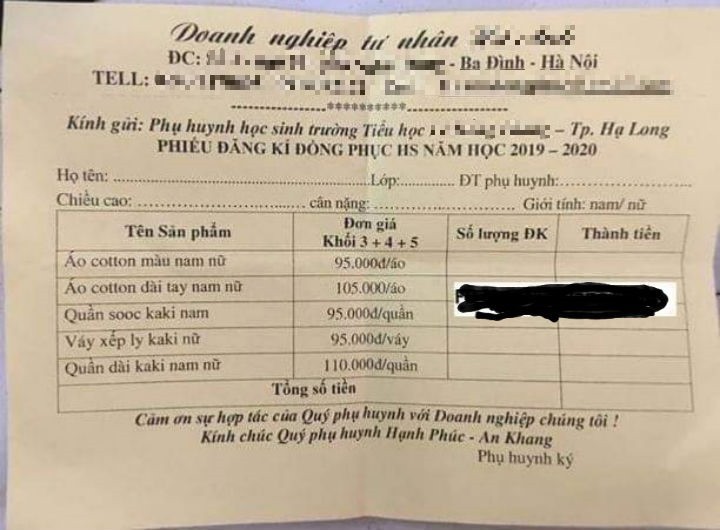 Doanh nghiệp tư nhân
ĐC: - Ba Đình - Hà Nội
TELL:
---------------**********---------------
Kính gửi: Phụ huynh học sinh trường Tiểu học – Tp. Hạ Long
PHIẾU ĐĂNG KÍ ĐỒNG PHỤC HS NĂM HỌC 2019 – 2020
Họ tên: ..................................................Lớp:............ ĐT phụ huynh:.........................
Chiều cao: .................................... cân nặng: .............................. Giới tính: nam/ nữ
Tên Sản phẩm Đơn giá Khối 3 + 4 + 5 Số lượng ĐK Thành tiền
Áo cotton màu nam nữ 95.000đ/áo
Áo cotton dài tay nam nữ 105.000/áo
Quần sooc kaki nam 95.000đ/quần
Váy xếp ly kaki nữ 95.000đ/váy
Quần dài kaki nam nữ 110.000đ/quần
Tổng số tiền
Cảm ơn sự hợp tác của Quý phụ huynh với Doanh nghiệp chúng tôi !
Kính chúc Quý phụ huynh Hạnh Phúc - An Khang
Phụ huynh ký